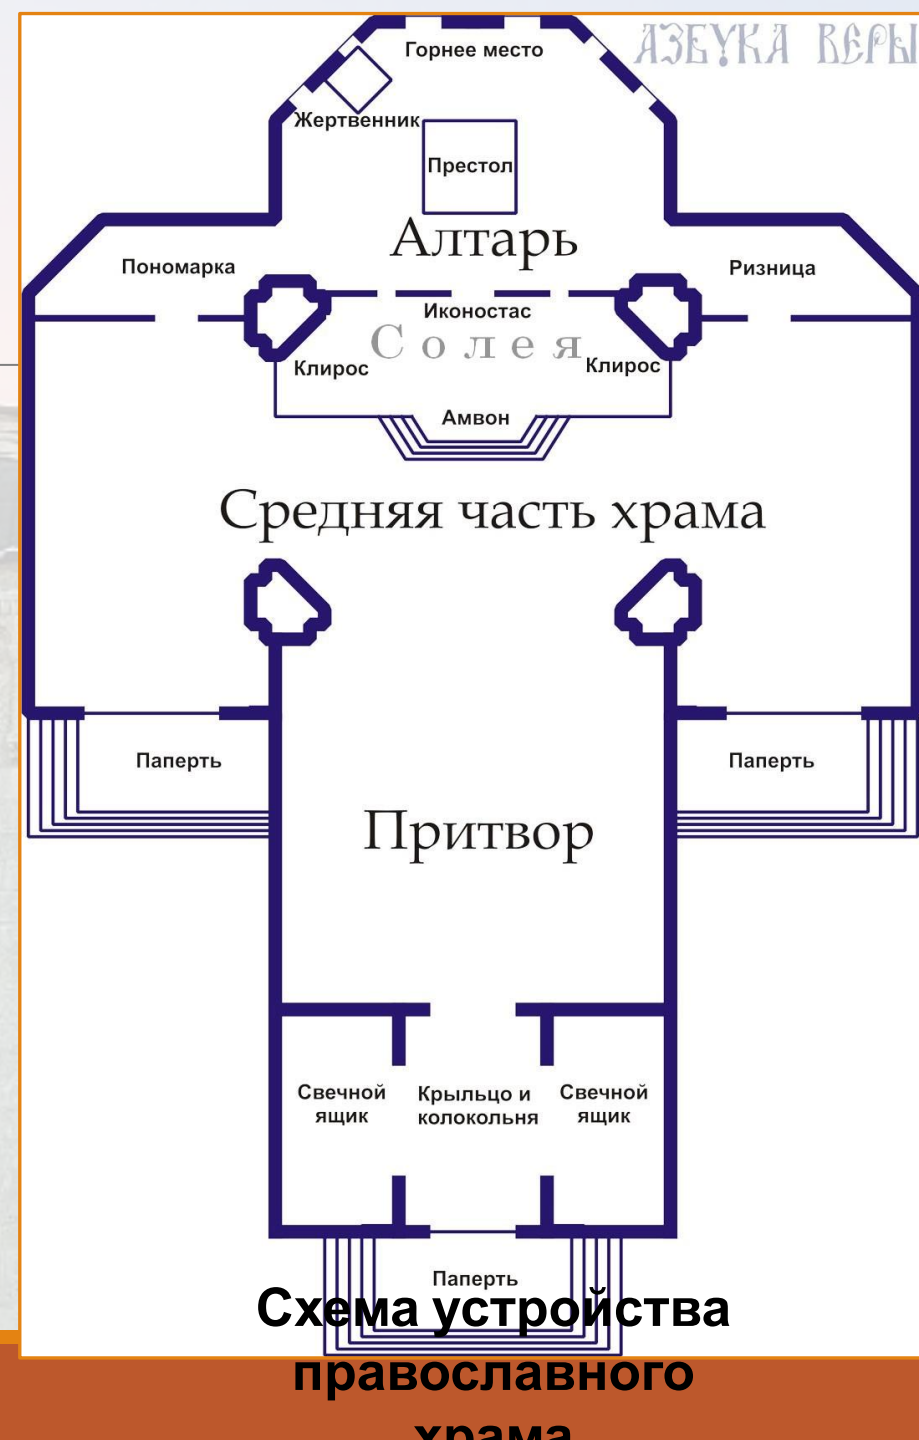 АЗБУКА ВЕРЫ
Горнее место
Жертвенник
Престол
Алтарь
Пономарка
Ризница
Иконостас
Солея
Клирос
Клирос
Амвон
Средняя часть храма
Паперть
Паперть
Притвор
Свечной
ящик
Крыльцо и
колокольня
Свечной
ящик
Паперть
Схема устройства
православного
храма